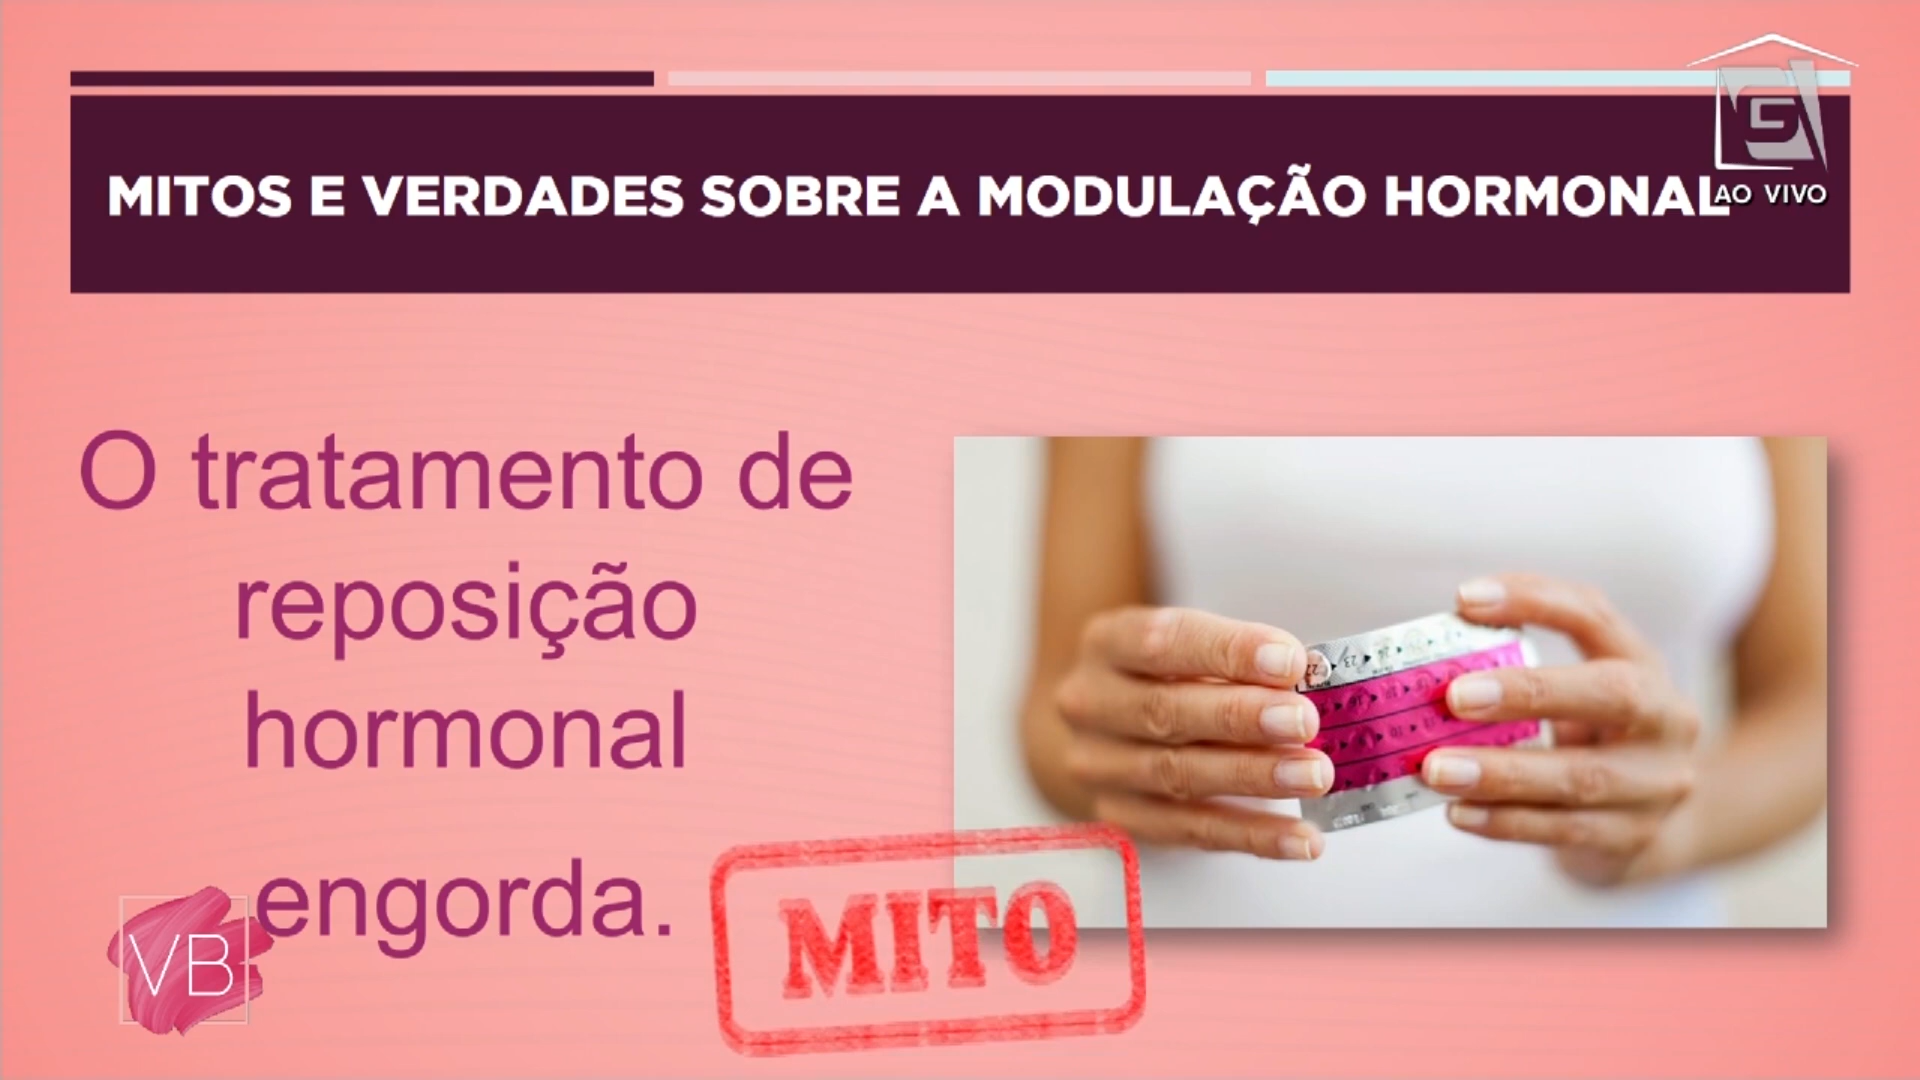 MITOS E VERDADES SOBRE A MODULAÇÃO HORMONAL
AO VIVO
O tratamento de
reposição
hormonal
engorda.
MITO
VB